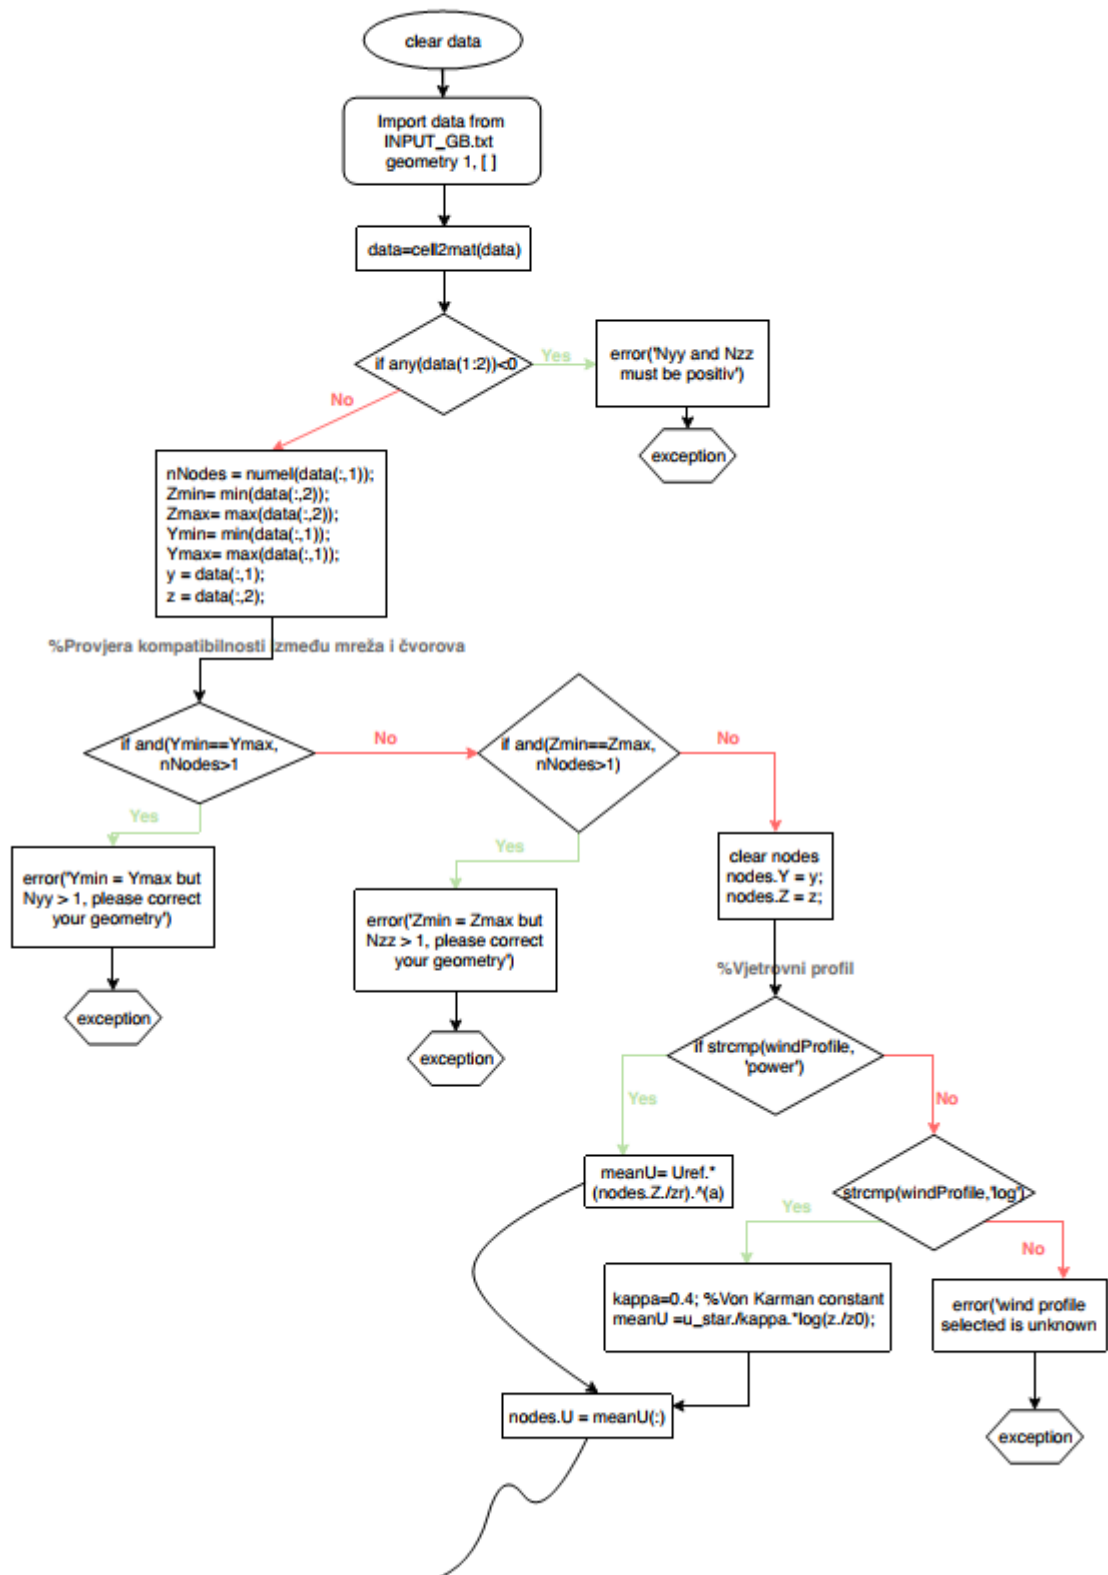 clear data
Import data from
INPUT_GB.txt
geometry 1, [ ]
data=cell2mat(data)
if any(data(1:2))<0
Yes
error('Nyy and Nzz
must be positiv')
No
exception
nNodes = numel(data(:,1));
Zmin= min(data(:,2));
Zmax= max(data(:,2));
Ymin= min(data(:,1));
Ymax= max(data(:,1));
y = data(:,1);
z = data(:,2);
%Provjera kompatibilnosti između mreža i čvorova
if and(Ymin==Ymax,
nNodes>1
No
if and(Zmin==Zmax,
nNodes>1)
No
Yes
error('Ymin = Ymax but
Nyy > 1, please correct
your geometry')
exception
Yes
error('Zmin = Zmax but
Nzz > 1, please correct
your geometry')
exception
clear nodes
nodes.Y = y;
nodes.Z = z;
%Vjetrovni profil
if strcmp(windProfile,
'power')
Yes
No
meanU= Uref.*
(nodes.Z./zr).^(a)
strcmp(windProfile,'log')
Yes
No
kappa=0.4; %Von Karman constant
meanU =u_star./kappa.*log(z./z0);
error('wind profile
selected is unknown
nodes.U = meanU(:)
exception